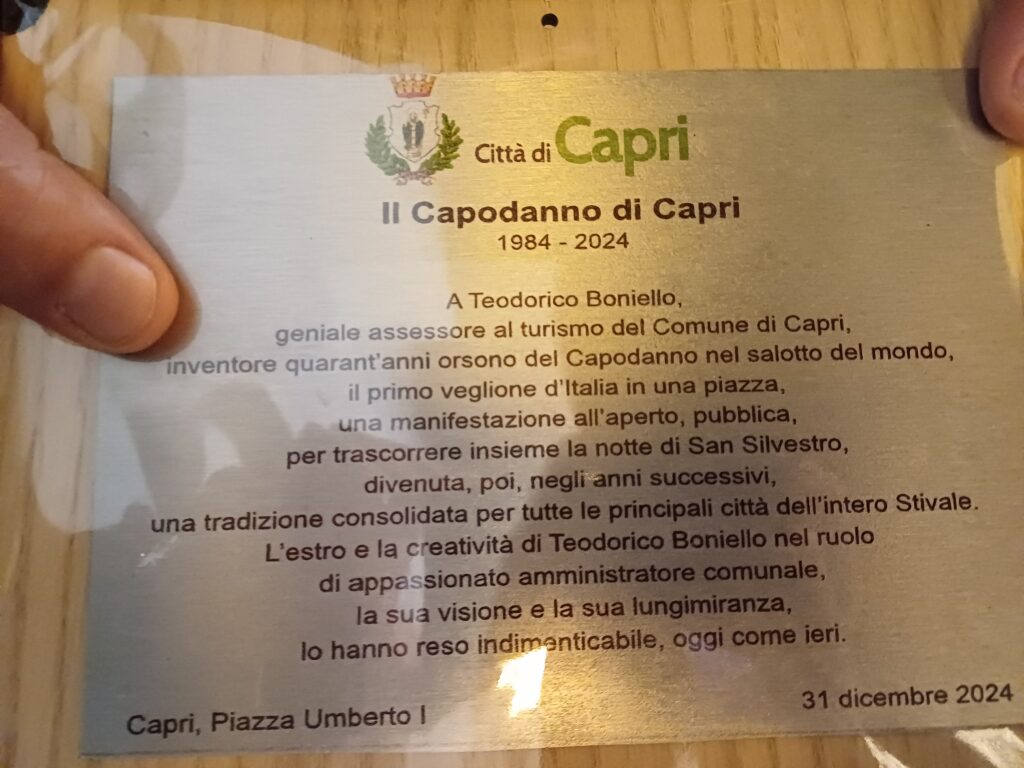 Città di Capri
Il Capodanno di Capri
1984 - 2024
A Teodorico Boniello,
geniale assessore al turismo del Comune di Capri,
inventore quarant'anni orsono del Capodanno nel salotto del mondo,
il primo veglione d'Italia in una piazza,
una manifestazione all'aperto, pubblica,
per trascorrere insieme la notte di San Silvestro,
divenuta, poi, negli anni successivi,
una tradizione consolidata per tutte le principali città dell'intero Stivale.
L'estro e la creatività di Teodorico Boniello nel ruolo
di appassionato amministratore comunale,
la sua visione e la sua lungimiranza,
lo hanno reso indimenticabile, oggi come ieri.
Capri, Piazza Umberto I
31 dicembre 2024